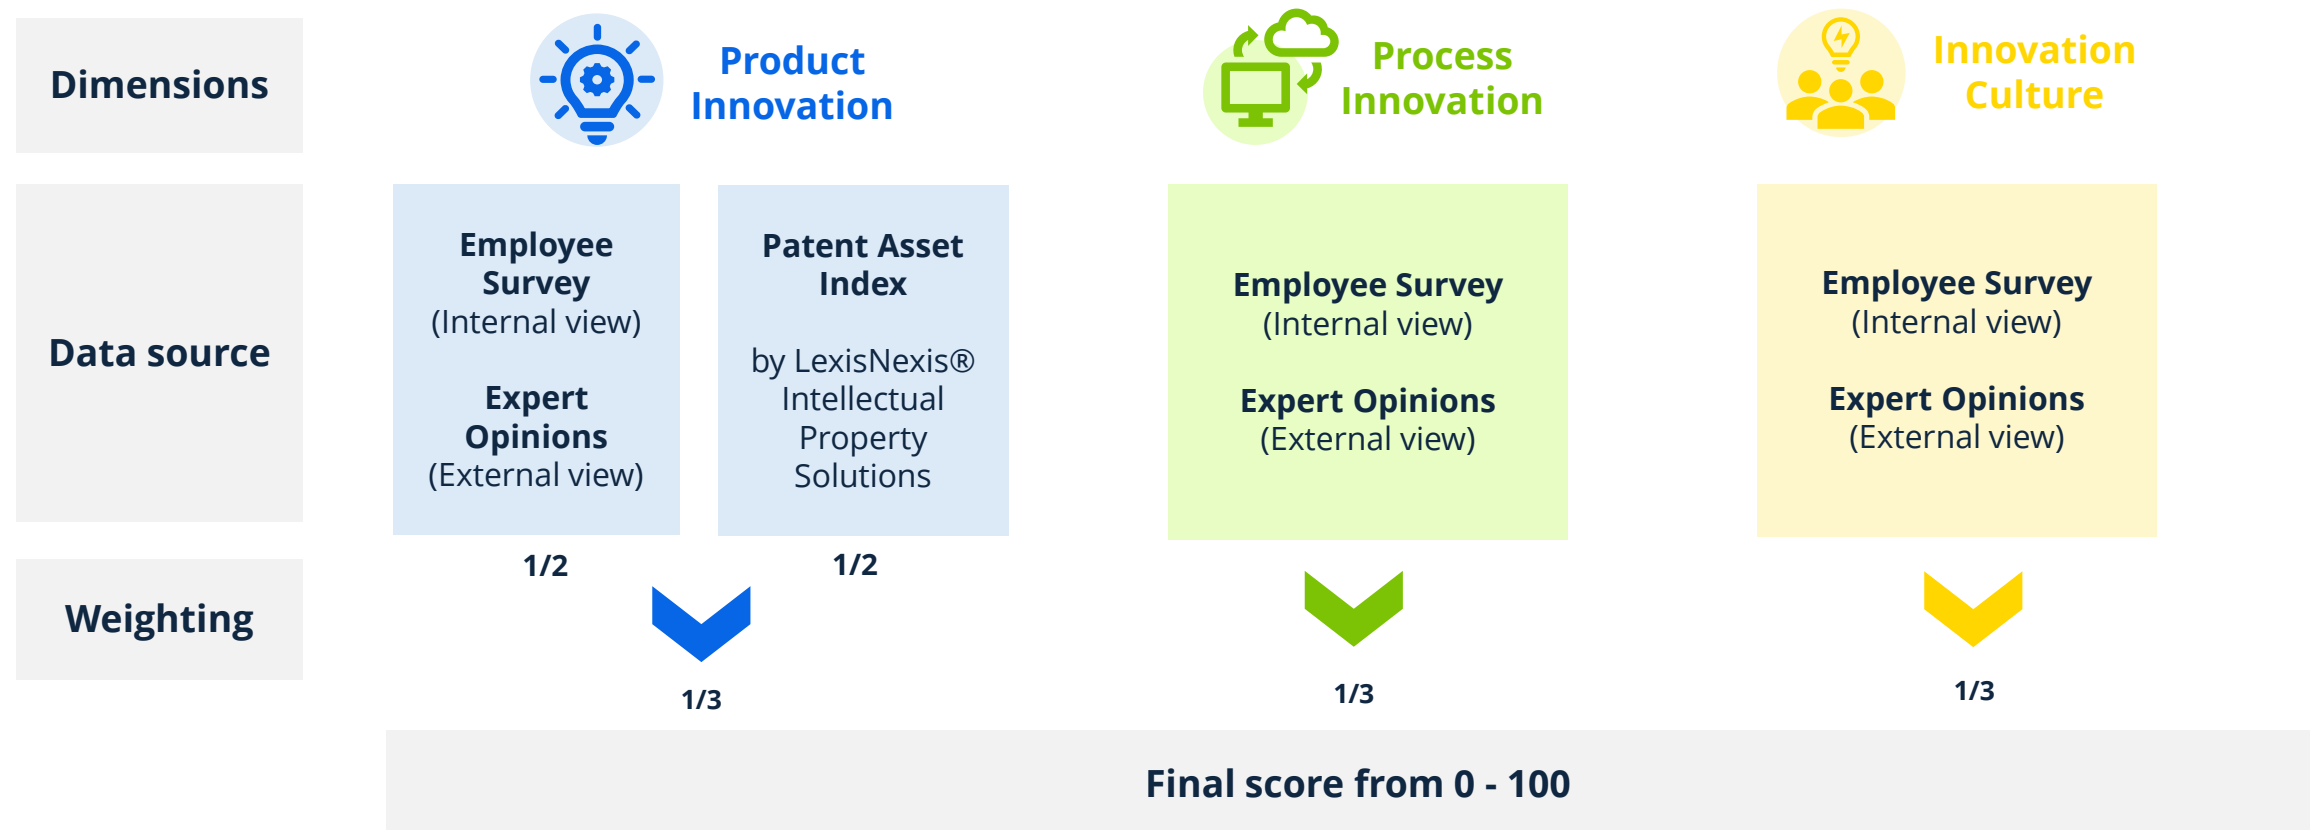 Dimensions
Product
Innovation
Process
Innovation
Innovation
Culture
Data source
Employee
Survey
(Internal view)
Expert
Opinions
(External view)
Patent Asset
Index
by LexisNexis®
Intellectual
Property
Solutions
Employee Survey
(Internal view)
Expert Opinions
(External view)
Employee Survey
(Internal view)
Expert Opinions
(External view)
Weighting
1/2
1/2
1/3
1/3
1/3
Final score from 0 - 100